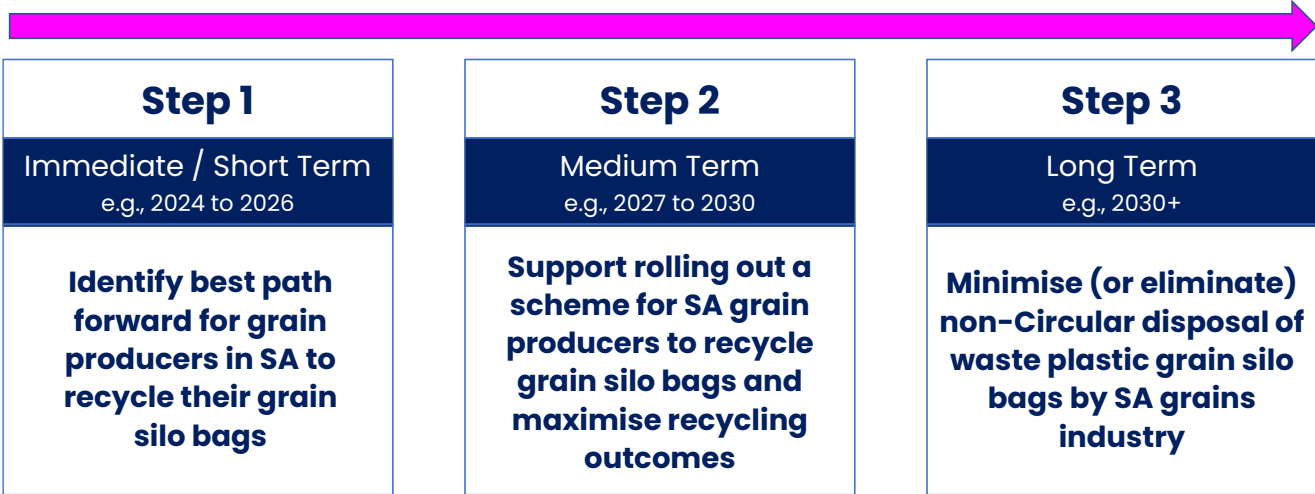 Step 1
Immediate / Short Term
e.g., 2024 to 2026
Identify best path
forward for grain
producers in SA to
recycle their grain
silo bags
Step 2
Medium Term
e.g., 2027 to 2030
Support rolling out a
scheme for SA grain
producers to recycle
grain silo bags and
maximise recycling
outcomes
Step 3
Long Term
e.g., 2030+
Minimise (or eliminate)
non-Circular disposal of
waste plastic grain silo
bags by SA grains
industry